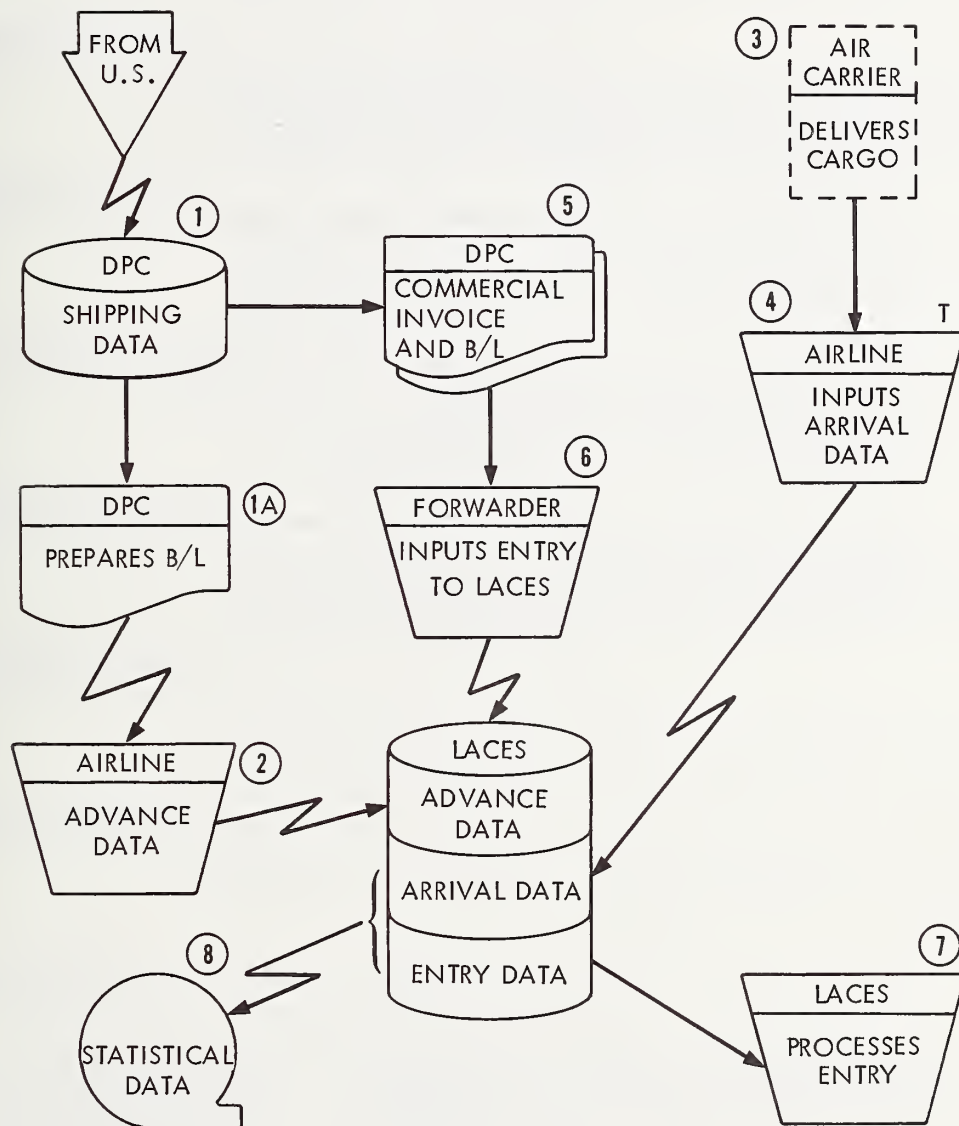 FROM
U.S.
1
DPC
SHIPPING
DATA
5
DPC
COMMERCIAL
INVOICE
AND B/L
3
AIR
CARRIER
DELIVERS
CARGO
4
T
AIRLINE
INPUTS
ARRIVAL
DATA
1A
DPC
PREPARES B/L
6
FORWARDER
INPUTS ENTRY
TO LACES
2
AIRLINE
ADVANCE
DATA
LACES
ADVANCE
DATA
ARRIVAL DATA
ENTRY DATA
8
STATISTICAL
DATA
7
LACES
PROCESSES
ENTRY